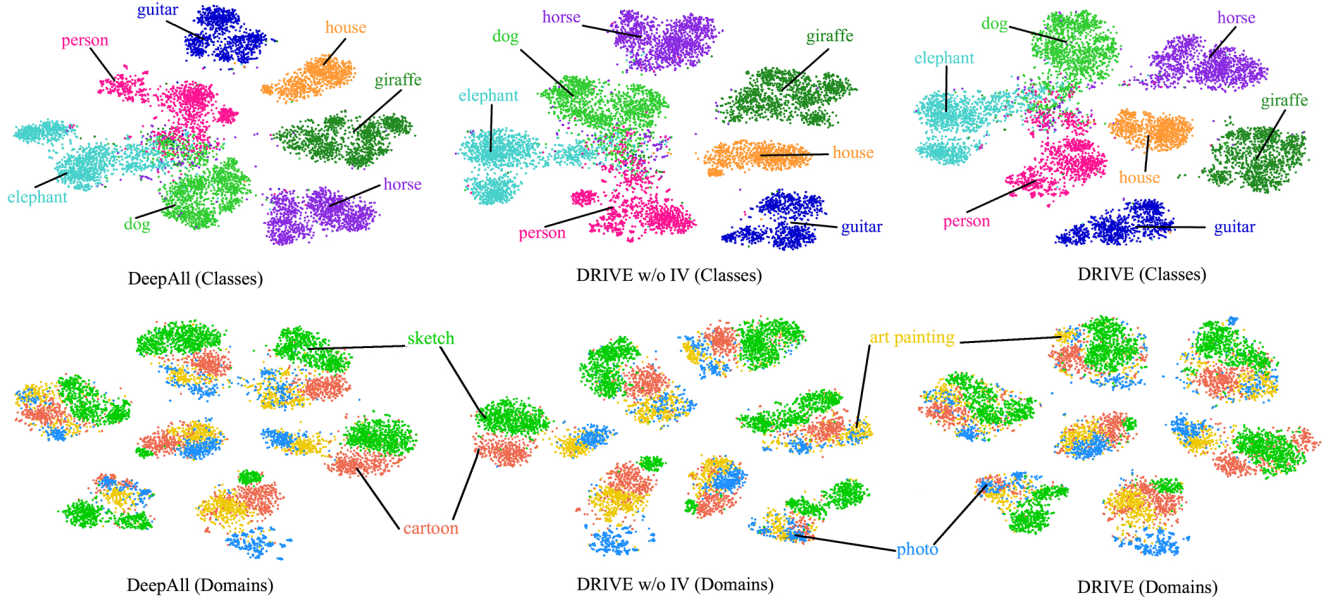 guitar
person
house
giraffe
elephant
dog
horse
DeepAll (Classes)
horse
dog
giraffe
elephant
house
person
guitar
DRIVE w/o IV (Classes)
dog
horse
elephant
giraffe
house
person
guitar
DRIVE (Classes)
sketch
art painting
cartoon
photo
DeepAll (Domains)
DRIVE w/o IV (Domains)
DRIVE (Domains)